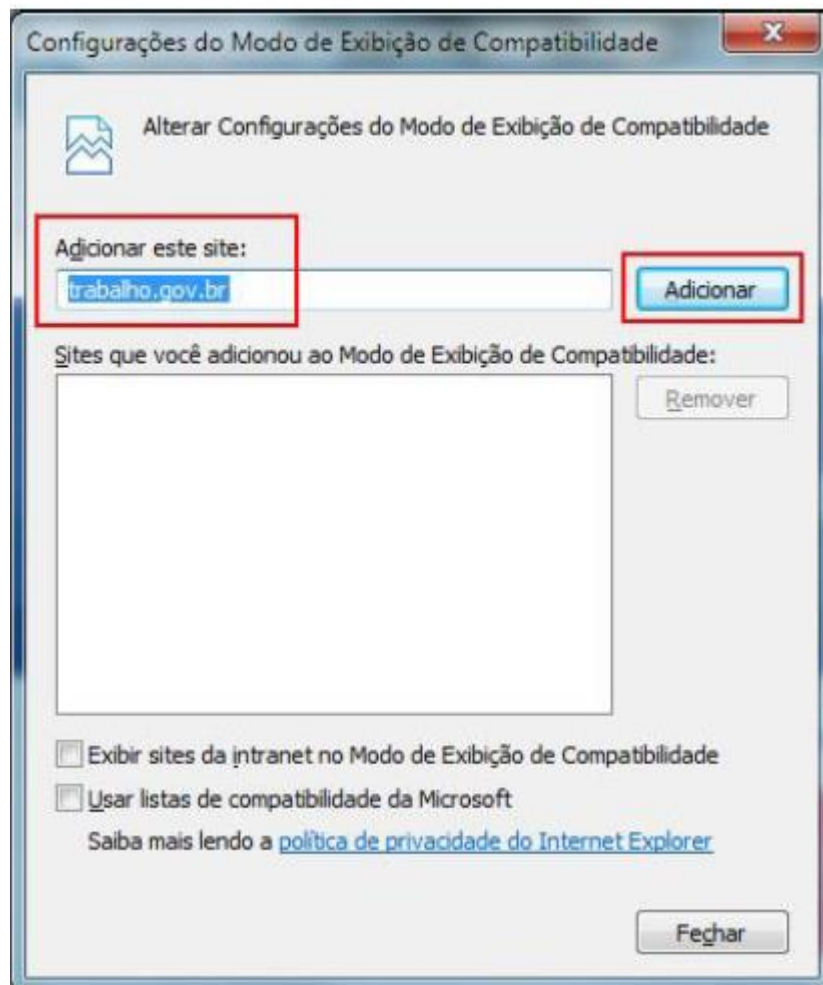 Configurações do Modo de Exibição de Compatibilidade
Alterar Configurações do Modo de Exibição de Compatibilidade
Adicionar este site:
trabalho.gov.br
Adicionar
Sites que você adicionou ao Modo de Exibição de Compatibilidade:
Remover
Exibir sites da intranet no Modo de Exibição de Compatibilidade
Usar listas de compatibilidade da Microsoft
Saiba mais lendo a política de privacidade do Internet Explorer
Fechar